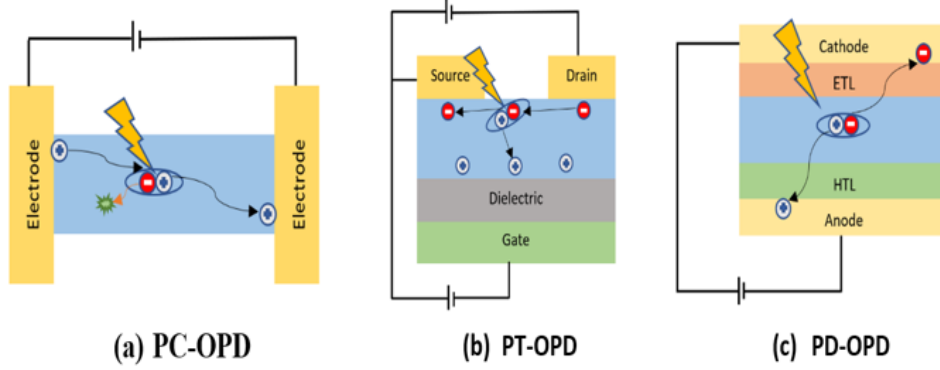 Electrode
Electrode
(a) PC-OPD
Source
Drain
Dielectric
Gate
(b) PT-OPD
Cathode
ETL
HTL
Anode
(c) PD-OPD